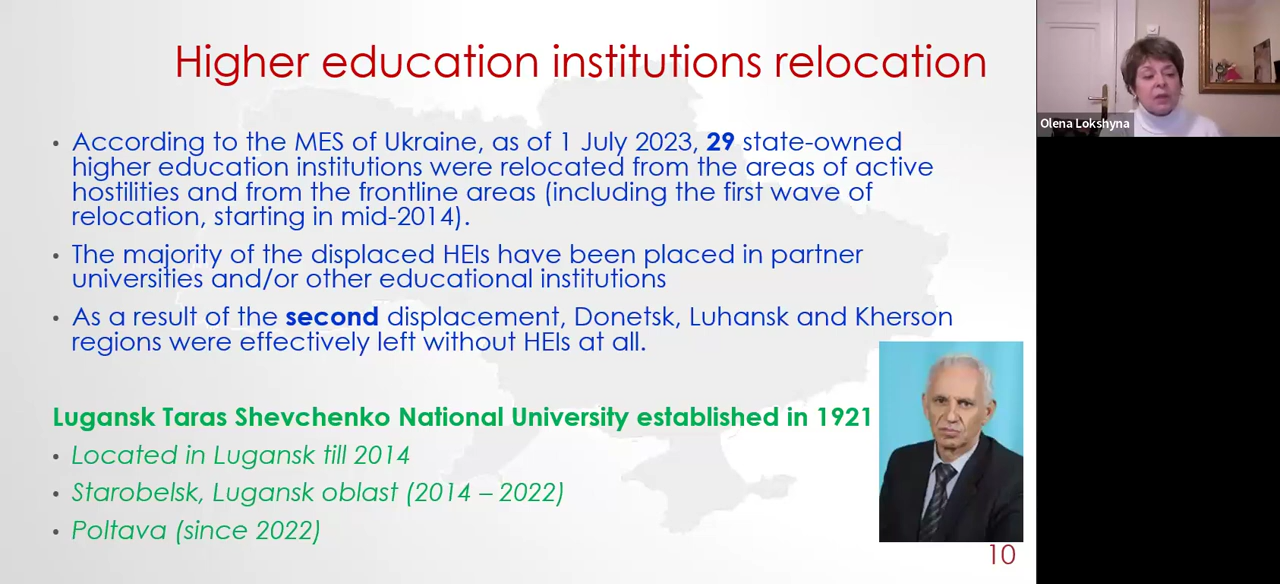 Higher education institutions relocation
• According to the MES of Ukraine, as of 1 July 2023, 29 state-owned
higher education institutions were relocated from the areas of active
hostilities and from the frontline areas (including the first wave of
relocation, starting in mid-2014).
• The majority of the displaced HEIs have been placed in partner
universities and/or other educational institutions
• As a result of the second displacement, Donetsk, Luhansk and Kherson
regions were effectively left without HEIs at all.
Lugansk Taras Shevchenko National University established in 1921
• Located in Lugansk till 2014
• Starobelsk, Lugansk oblast (2014 – 2022)
• Poltava (since 2022)
10
Olena Lokshyna